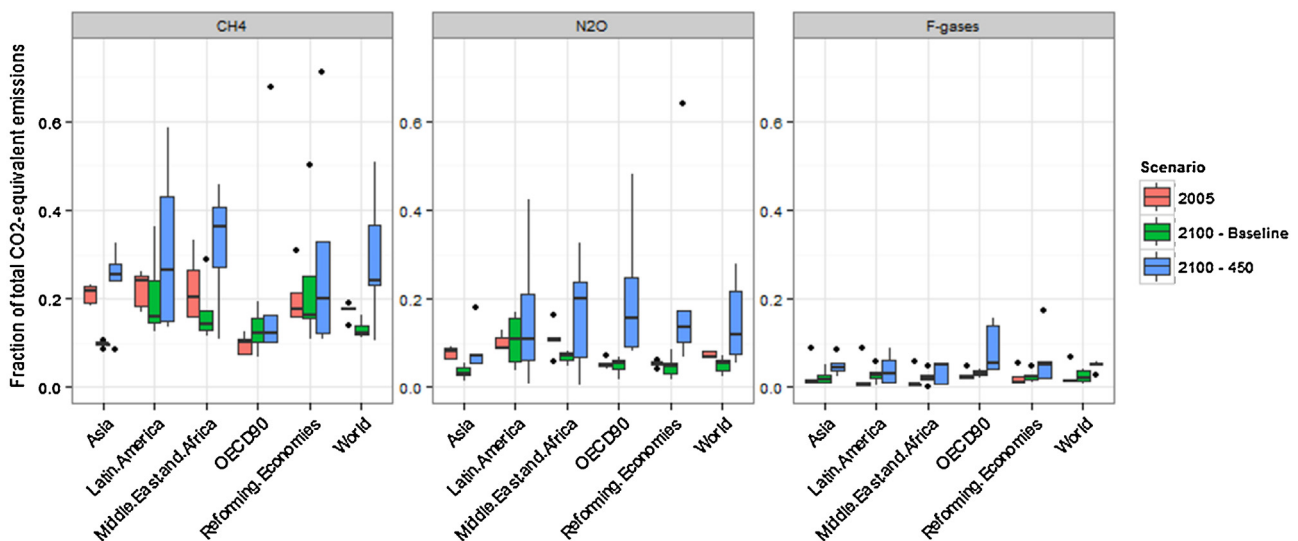 CH4
N2O
F-gases
Fraction of total CO2-equivalent emissions
0.6
0.4
0.2
0.0
0.6
0.4
0.2
0.0
0.6
0.4
0.2
0.0
Asia
Latin.America
Middle.East.and.Africa
OECD90
Reforming.Economies
World
Asia
Latin.America
Middle.East.and.Africa
OECD90
Reforming.Economies
World
Asia
Latin.America
Middle.East.and.Africa
OECD90
Reforming.Economies
World
Scenario
2005
2100 - Baseline
2100 - 450